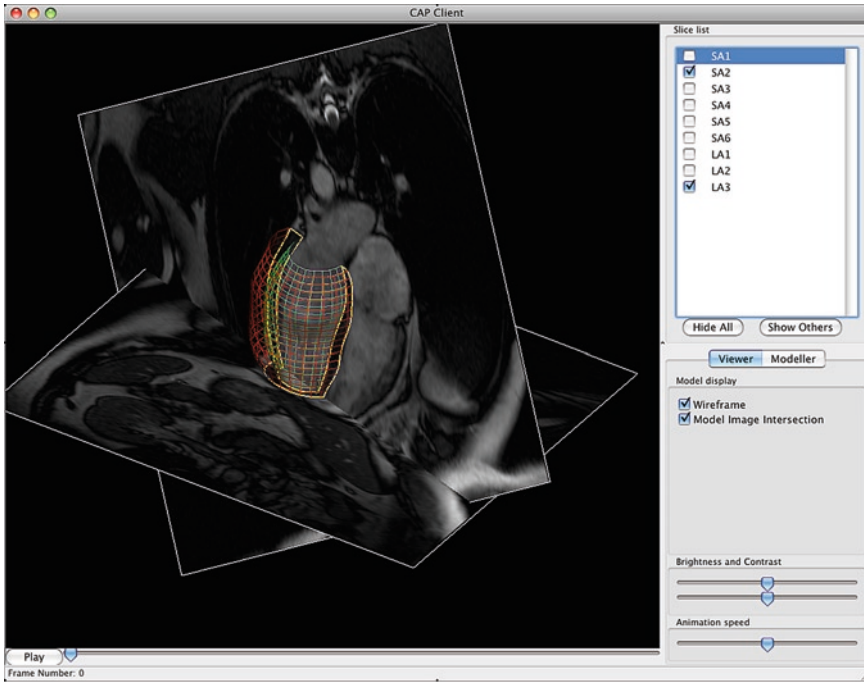 CAP Client
Slice list
SA1
SA2
SA3
SA4
SA5
SA6
LA1
LA2
LA3
Hide All Show Others
Viewer Modeller
Model display
Wireframe
Model Image Intersection
Brightness and Contrast
Animation speed
Play
Frame Number: 0